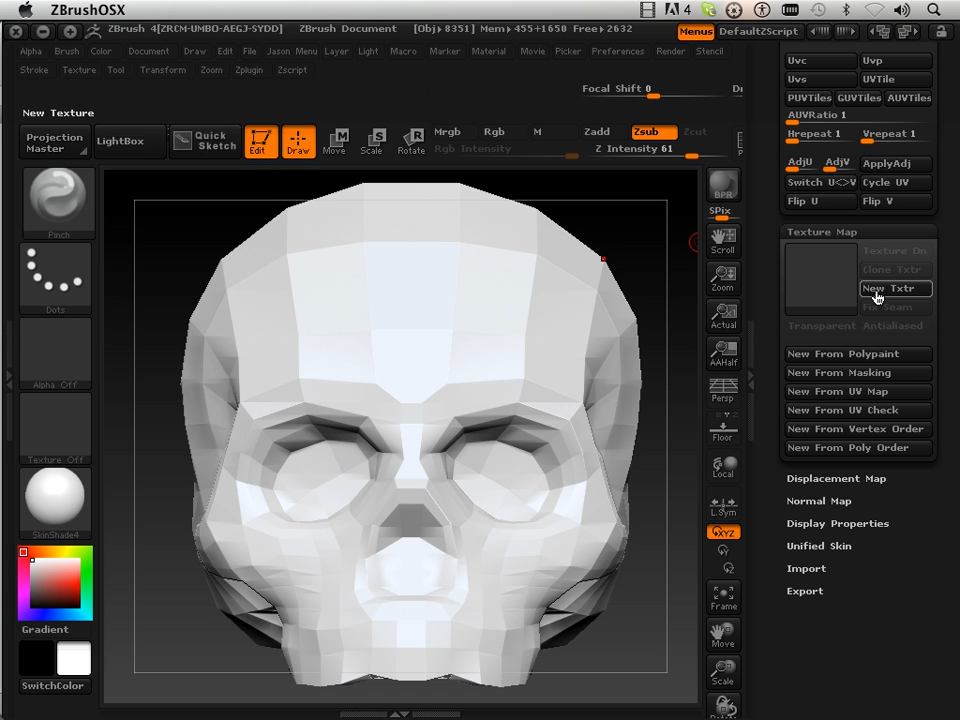 ZBrushOSX
4
ZBrush 4[ZRCM-UMBO-AEGJ-SYDD] ZBrush Document [Obj▸ 8351] Mem▸ 455+1650 Free▸ 2632 Menus DefaultZScript
Alpha Brush Color Document Draw Edit File Jason Menu Layer Light Macro Marker Material Movie Picker Preferences Render Stencil
Stroke Texture Tool Transform Zoom Zplugin Zscript
Focal Shift 0 Dr
New Texture
Projection Master
LightBox
Quick Sketch
Edit Draw Move Scale Rotate
Mrgb Rgb M Zadd Zsub Zcut
Rgb Intensity Z Intensity 61
Pinch
Dots
Alpha Off
Texture Off
SkinShade4
Gradient
SwitchColor
BPR
SPix
Scroll
Zoom
Actual
AAHalf
Persp
Floor
Local
L.Sym
XYZ
Frame
Move
Scale
Uvc Uvp
Uvs UVTile
PUVTiles GUVTiles AUVTiles
AUVRatio 1
Hrepeat 1 Vrepeat 1
AdjU AdjV ApplyAdj
Switch U<>V Cycle UV
Flip U Flip V
Texture Map
Texture On
Clone Txtr
New Txtr
Fix Seam
Transparent Antialiased
New From Polypaint
New From Masking
New From UV Map
New From UV Check
New From Vertex Order
New From Poly Order
Displacement Map
Normal Map
Display Properties
Unified Skin
Import
Export